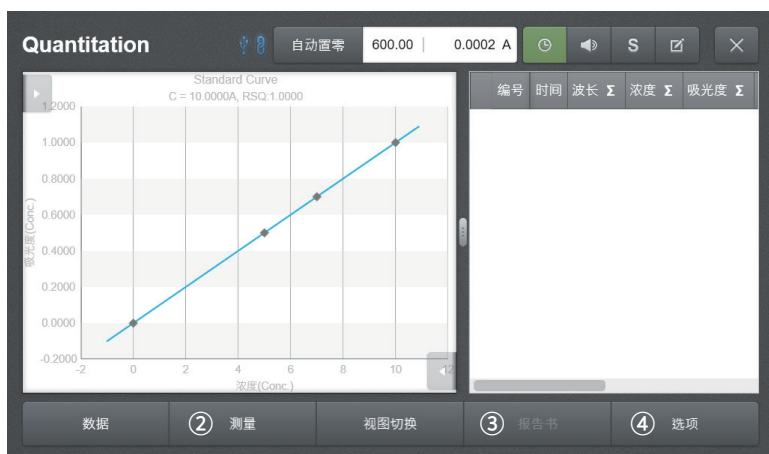 Quantitation 自动置零 600.00 0.0002 A S
Standard Curve
C = 10.0000A, RSQ:1.0000
编号 时间 波长 Σ 浓度 Σ 吸光度 Σ
1.2000
1.0000
0.8000
0.6000
0.4000
0.2000
0.0000
-0.2000
吸光度(Conc.)
-2 0 2 4 6 8 10 12
浓度(Conc.)
数据 ② 测量 视图切换 ③ 报告书 ④ 选项